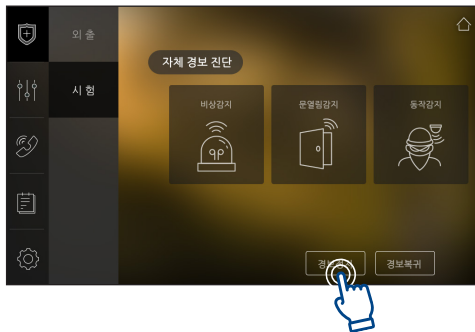 외 출
시 험
자체 경보 진단
비상감지
문열림감지
동작감지
경보복귀